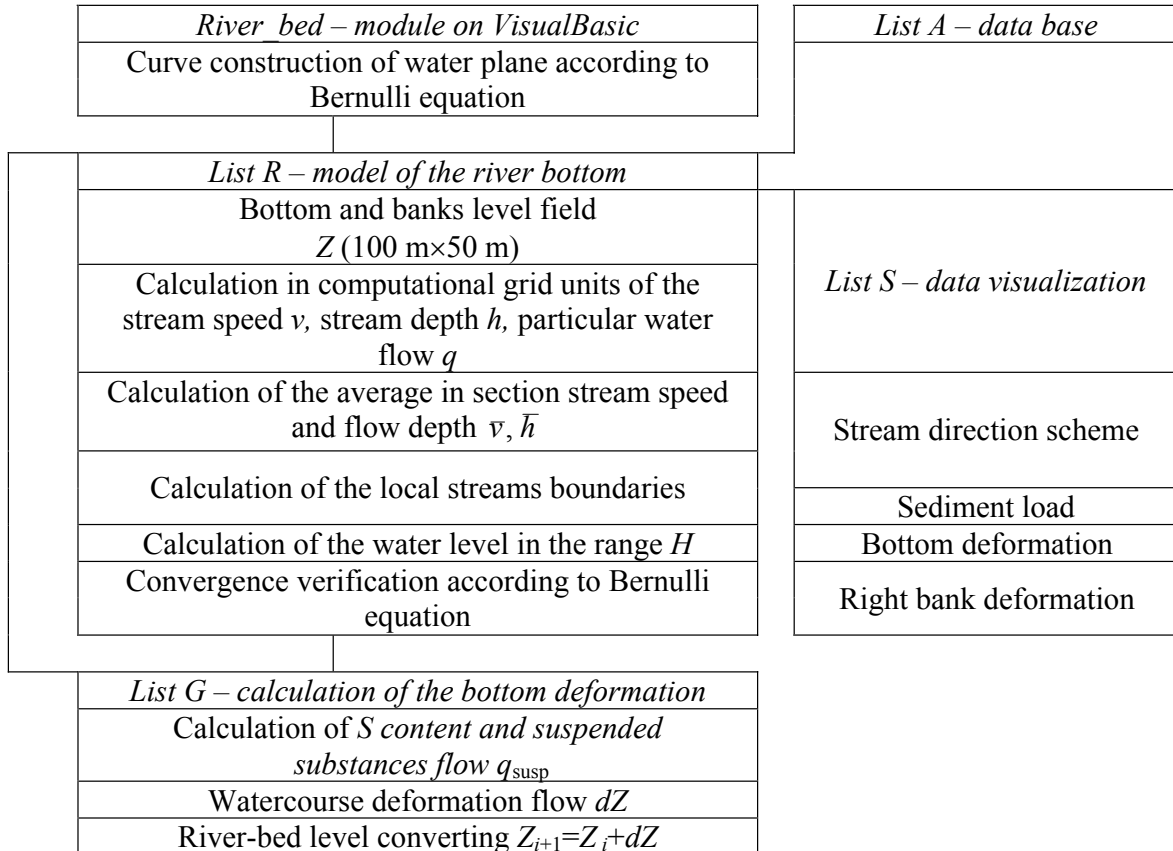 River_bed – module on VisualBasic
Curve construction of water plane according to
Bernulli equation
List A – data base
List R – model of the river bottom
Bottom and banks level field
Z (100 m×50 m)
Calculation in computational grid units of the
stream speed v, stream depth h, particular water
flow q
Calculation of the average in section stream speed
and flow depth v̅, h̅
Calculation of the local streams boundaries
Calculation of the water level in the range H
Convergence verification according to Bernulli
equation
List S – data visualization
Stream direction scheme
Sediment load
Bottom deformation
Right bank deformation
List G – calculation of the bottom deformation
Calculation of S content and suspended
substances flow q_susp
Watercourse deformation flow dZ
River-bed level converting Z_{i+1}=Z_i+dZ